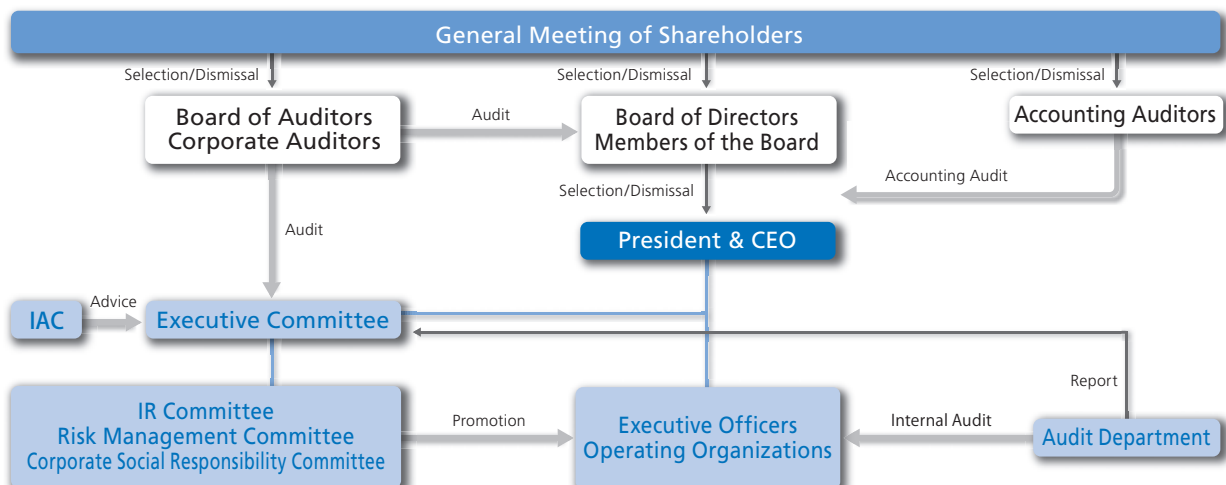 General Meeting of Shareholders
Selection/Dismissal
Selection/Dismissal
Selection/Dismissal
Board of Auditors
Corporate Auditors
Audit
Board of Directors
Members of the Board
Accounting Auditors
Selection/Dismissal
Accounting Audit
Audit
President & CEO
IAC
Advice
Executive Committee
Report
IR Committee
Risk Management Committee
Corporate Social Responsibility Committee
Promotion
Executive Officers
Operating Organizations
Internal Audit
Audit Department